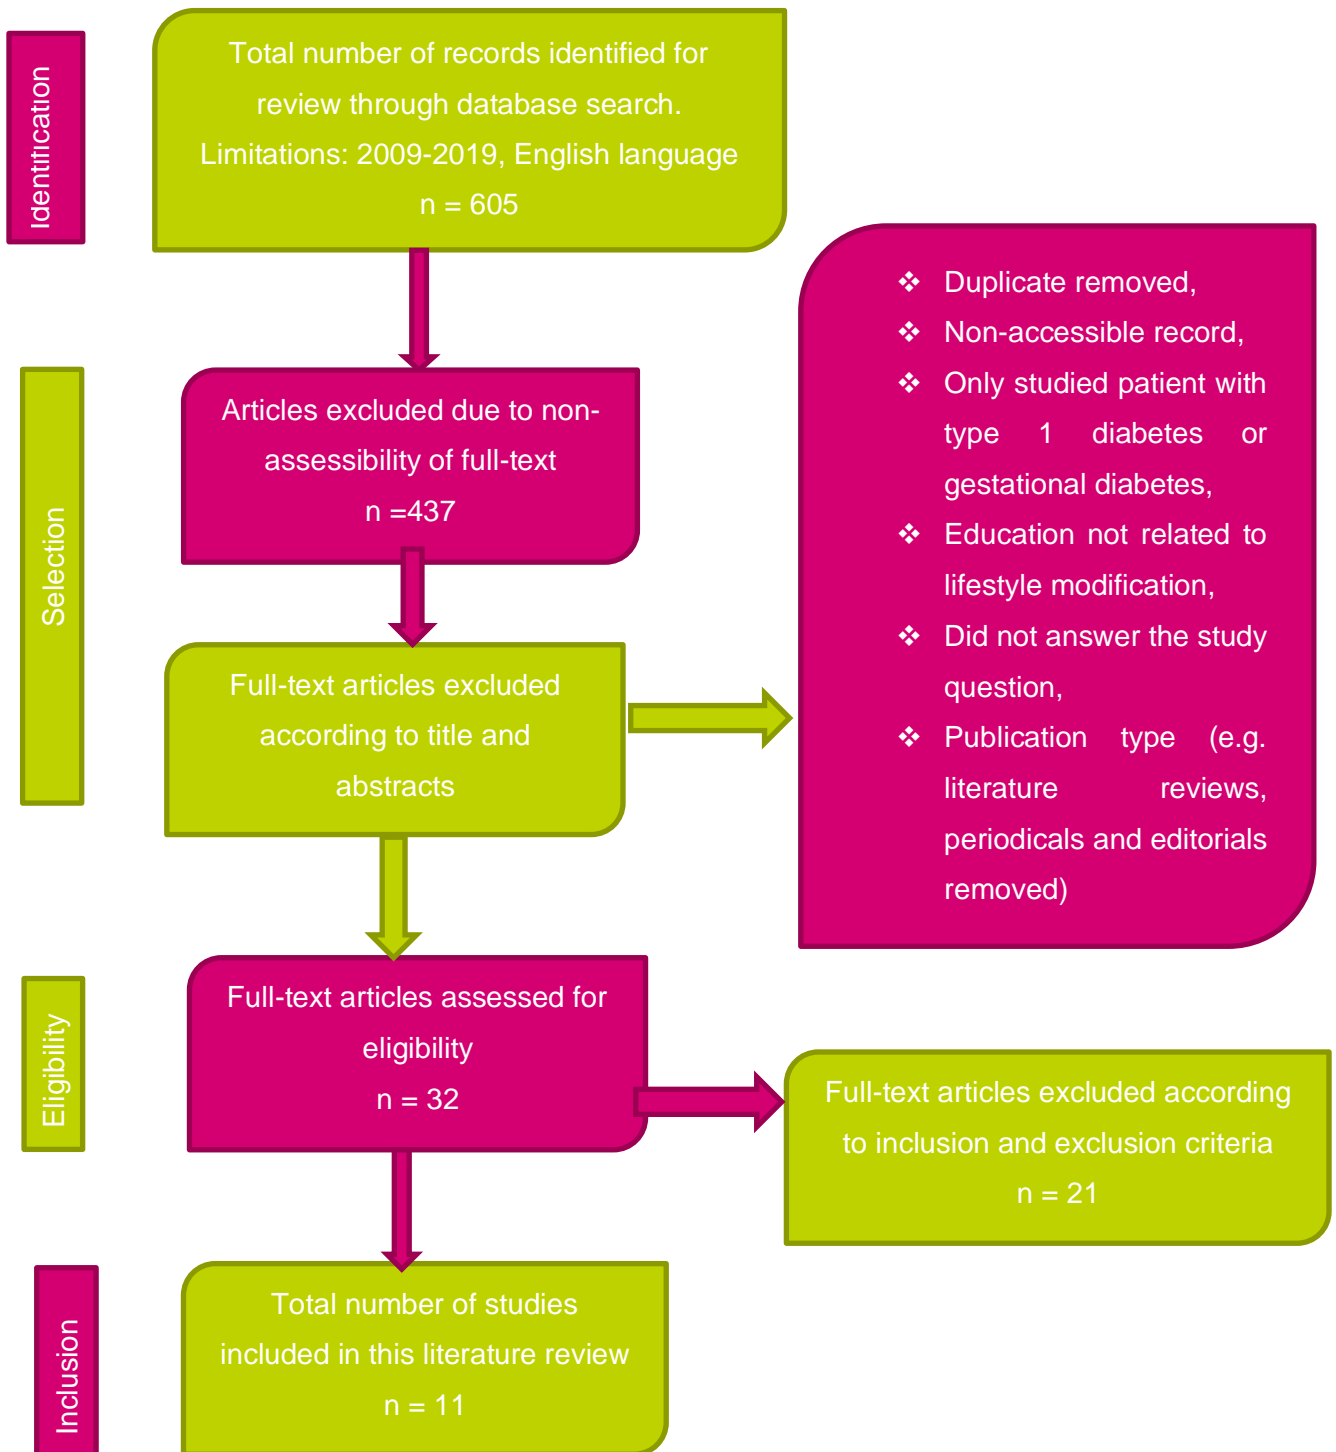 Identification
Total number of records identified for
review through database search.
Limitations: 2009-2019, English language
n = 605
Selection
Articles excluded due to non-
assessibility of full-text
n =437
Full-text articles excluded
according to title and
abstracts
❖ Duplicate removed,
❖ Non-accessible record,
❖ Only studied patient with
type 1 diabetes or
gestational diabetes,
❖ Education not related to
lifestyle modification,
❖ Did not answer the study
question,
❖ Publication type (e.g.
literature reviews,
periodicals and editorials
removed)
Eligibility
Full-text articles assessed for
eligibility
n = 32
Full-text articles excluded according
to inclusion and exclusion criteria
n = 21
Inclusion
Total number of studies
included in this literature review
n = 11